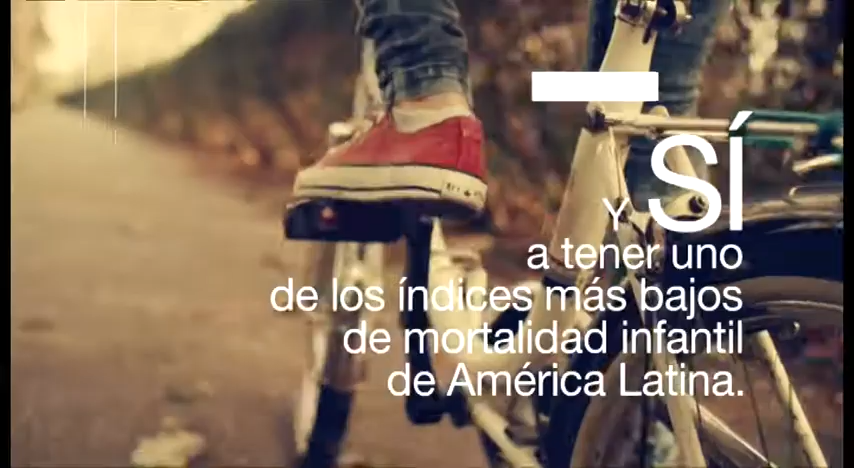 Y SÍ
a tener uno
de los índices más bajos
de mortalidad infantil
de América Latina.